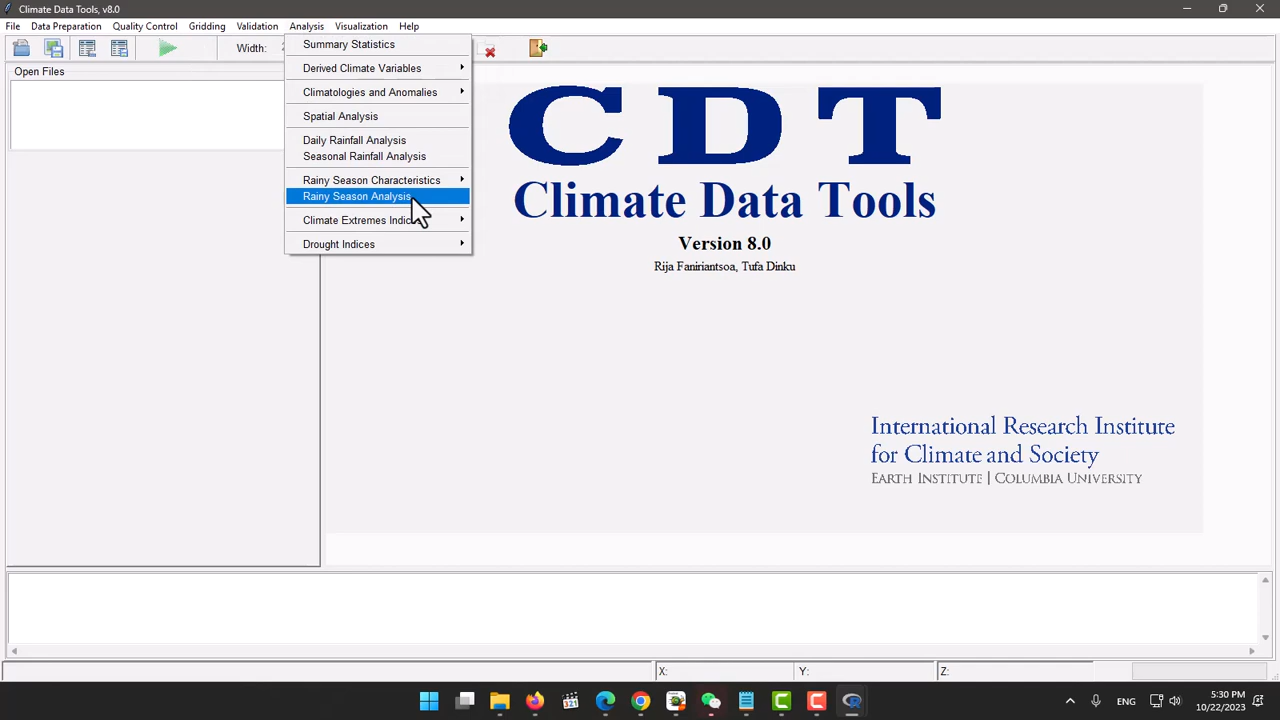 Climate Data Tools, v8.0
File Data Preparation Quality Control Gridding Validation Analysis Visualization Help
Width:
Open Files
Summary Statistics
Derived Climate Variables
Climatologies and Anomalies
Spatial Analysis
Daily Rainfall Analysis
Seasonal Rainfall Analysis
Rainy Season Characteristics
Rainy Season Analysis
Climate Extremes
Drought Indices
CDT
Climate Data Tools
Version 8.0
Rija Faniriantsoa, Tufa Dinku
International Research Institute
for Climate and Society
EARTH INSTITUTE | COLUMBIA UNIVERSITY
X: Y: Z:
321
ENG
5:30 PM
10/22/2023